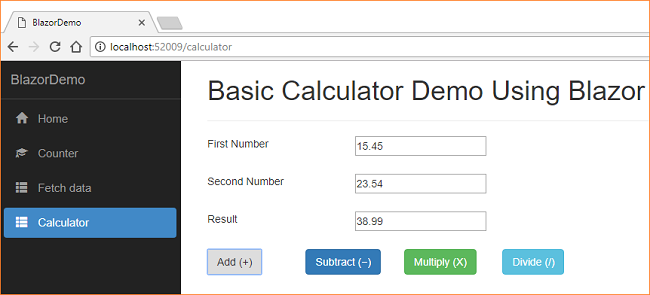 BlazorDemo
localhost:52009/calculator
BlazorDemo
Home
Counter
Fetch data
Calculator
Basic Calculator Demo Using Blazor
First Number 15.45
Second Number 23.54
Result 38.99
Add (+) Subtract (−) Multiply (X) Divide (/)